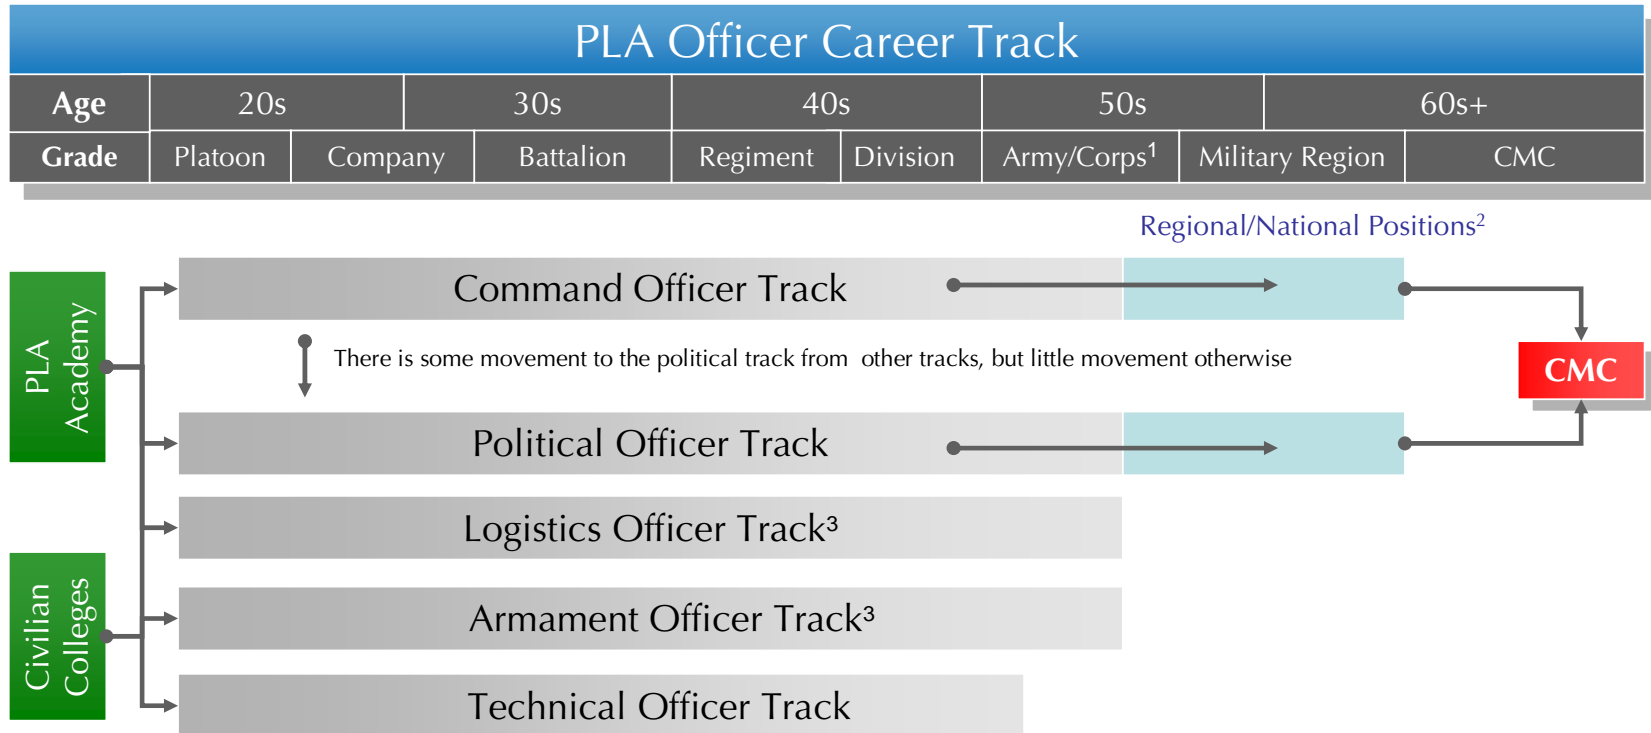 PLA Officer Career Track
Age 20s 30s 40s 50s 60s+
Grade Platoon Company Battalion Regiment Division Army/Corps¹ Military Region CMC
Regional/National Positions²
PLA
Academy
Command Officer Track
There is some movement to the political track from other tracks, but little movement otherwise
CMC
Political Officer Track
Logistics Officer Track³
Civilian
Colleges
Armament Officer Track³
Technical Officer Track